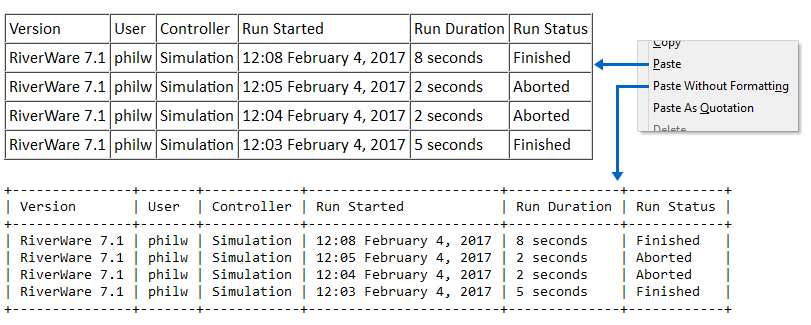 Version User Controller Run Started Run Duration Run Status
RiverWare 7.1 philw Simulation 12:08 February 4, 2017 8 seconds Finished
RiverWare 7.1 philw Simulation 12:05 February 4, 2017 2 seconds Aborted
RiverWare 7.1 philw Simulation 12:04 February 4, 2017 2 seconds Aborted
RiverWare 7.1 philw Simulation 12:03 February 4, 2017 5 seconds Finished
Copy
Paste
Paste Without Formatting
Paste As Quotation
Delete
+---------------+-------+------------+------------------------+--------------+------------+
| Version | User | Controller | Run Started | Run Duration | Run Status |
+---------------+-------+------------+------------------------+--------------+------------+
| RiverWare 7.1 | philw | Simulation | 12:08 February 4, 2017 | 8 seconds | Finished |
| RiverWare 7.1 | philw | Simulation | 12:05 February 4, 2017 | 2 seconds | Aborted |
| RiverWare 7.1 | philw | Simulation | 12:04 February 4, 2017 | 2 seconds | Aborted |
| RiverWare 7.1 | philw | Simulation | 12:03 February 4, 2017 | 5 seconds | Finished |
+---------------+-------+------------+------------------------+--------------+------------+